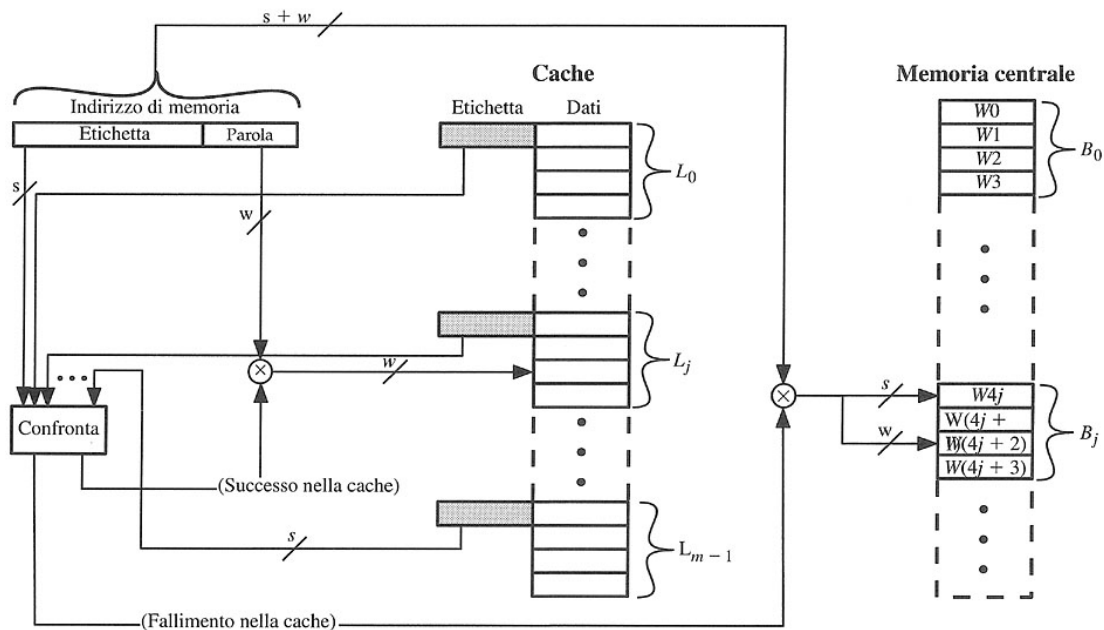 s + w
Cache
Memoria centrale
Indirizzo di memoria
Etichetta
Dati
Etichetta
Parola
W0
W1
W2
W3
B0
L0
s
w
w
Lj
s
W4j
W(4j +
W(4j + 2)
W(4j + 3)
w
Bj
Confronta
(Successo nella cache)
s
Lm – 1
(Fallimento nella cache)